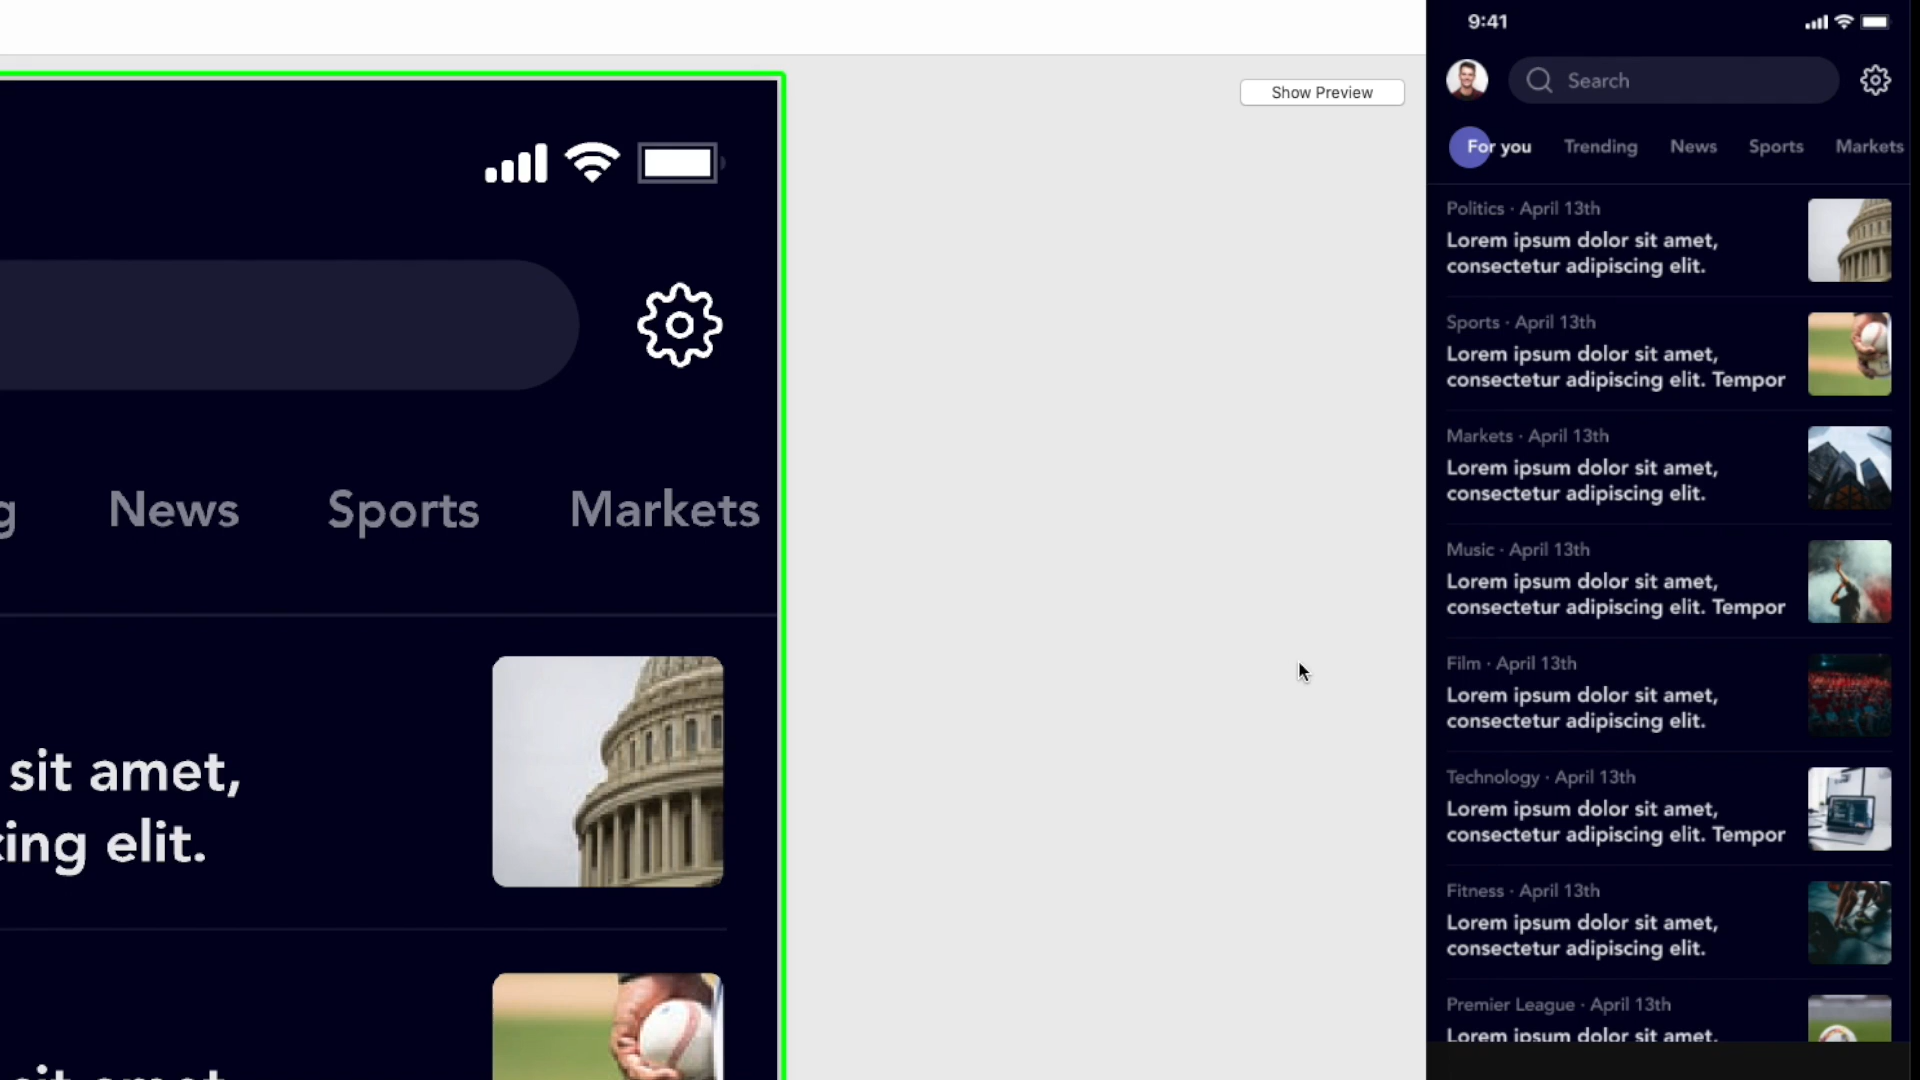 Show Preview
g News Sports Markets
sit amet,
cing elit.
sit amet
9:41
Search
For you Trending News Sports Markets
Politics · April 13th
Lorem ipsum dolor sit amet,
consectetur adipiscing elit.
Sports · April 13th
Lorem ipsum dolor sit amet,
consectetur adipiscing elit. Tempor
Markets · April 13th
Lorem ipsum dolor sit amet,
consectetur adipiscing elit.
Music · April 13th
Lorem ipsum dolor sit amet,
consectetur adipiscing elit. Tempor
Film · April 13th
Lorem ipsum dolor sit amet,
consectetur adipiscing elit.
Technology · April 13th
Lorem ipsum dolor sit amet,
consectetur adipiscing elit. Tempor
Fitness · April 13th
Lorem ipsum dolor sit amet,
consectetur adipiscing elit.
Premier League · April 13th
Lorem ipsum dolor sit amet,